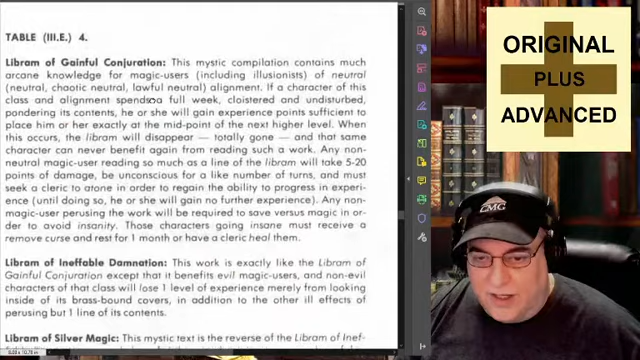 TABLE (III.E.) 4.
Libram of Gainful Conjuration: This mystic compilation contains much
arcane knowledge for magic-users (including illusionists) of neutral
(neutral, chaotic neutral, lawful neutral) alignment. If a character of this
class and alignment spends a full week, cloistered and undisturbed,
pondering its contents, he or she will gain experience points sufficient to
place him or her exactly at the mid-point of the next higher level. When
this occurs, the libram will disappear — totally gone — and that same
character can never benefit again from reading such a work. Any non-
neutral magic-user reading so much as a line of the libram will take 5-20
points of damage, be unconscious for a like number of turns, and must
seek a cleric to atone in order to regain the ability to progress in experi-
ence (until doing so, he or she will gain no further experience). Any non-
magic-user perusing the work will be required to save versus magic in or-
der to avoid insanity. Those characters going insane must receive a
remove curse and rest for 1 month or have a cleric heal them.
Libram of Ineffable Damnation: This work is exactly like the Libram of
Gainful Conjuration except that it benefits evil magic-users, and non-evil
characters of that class will lose 1 level of experience merely from looking
inside of its brass-bound covers, in addition to the other ill effects of
perusing but 1 line of its contents.
Libram of Silver Magic: This mystic text is the reverse of the Libram of Inef-
ORIGINAL
PLUS
ADVANCED
LMG